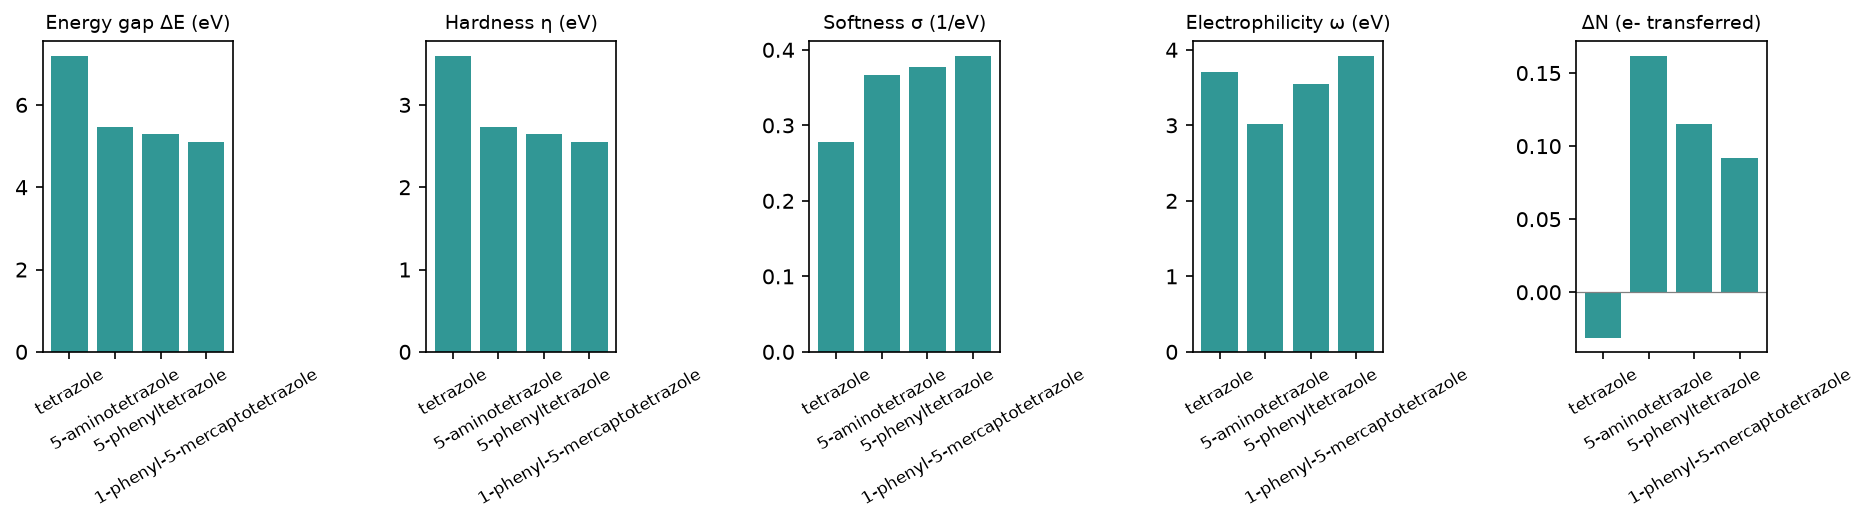 Energy gap ΔE (eV)
6
4
2
0
tetrazole
5-aminotetrazole
5-phenyltetrazole
1-phenyl-5-mercaptotetrazole
Hardness η (eV)
3
2
1
0
tetrazole
5-aminotetrazole
5-phenyltetrazole
1-phenyl-5-mercaptotetrazole
Softness σ (1/eV)
0.4
0.3
0.2
0.1
0.0
tetrazole
5-aminotetrazole
5-phenyltetrazole
1-phenyl-5-mercaptotetrazole
Electrophilicity ω (eV)
4
3
2
1
0
tetrazole
5-aminotetrazole
5-phenyltetrazole
1-phenyl-5-mercaptotetrazole
ΔN (e- transferred)
0.15
0.10
0.05
0.00
tetrazole
5-aminotetrazole
5-phenyltetrazole
1-phenyl-5-mercaptotetrazole